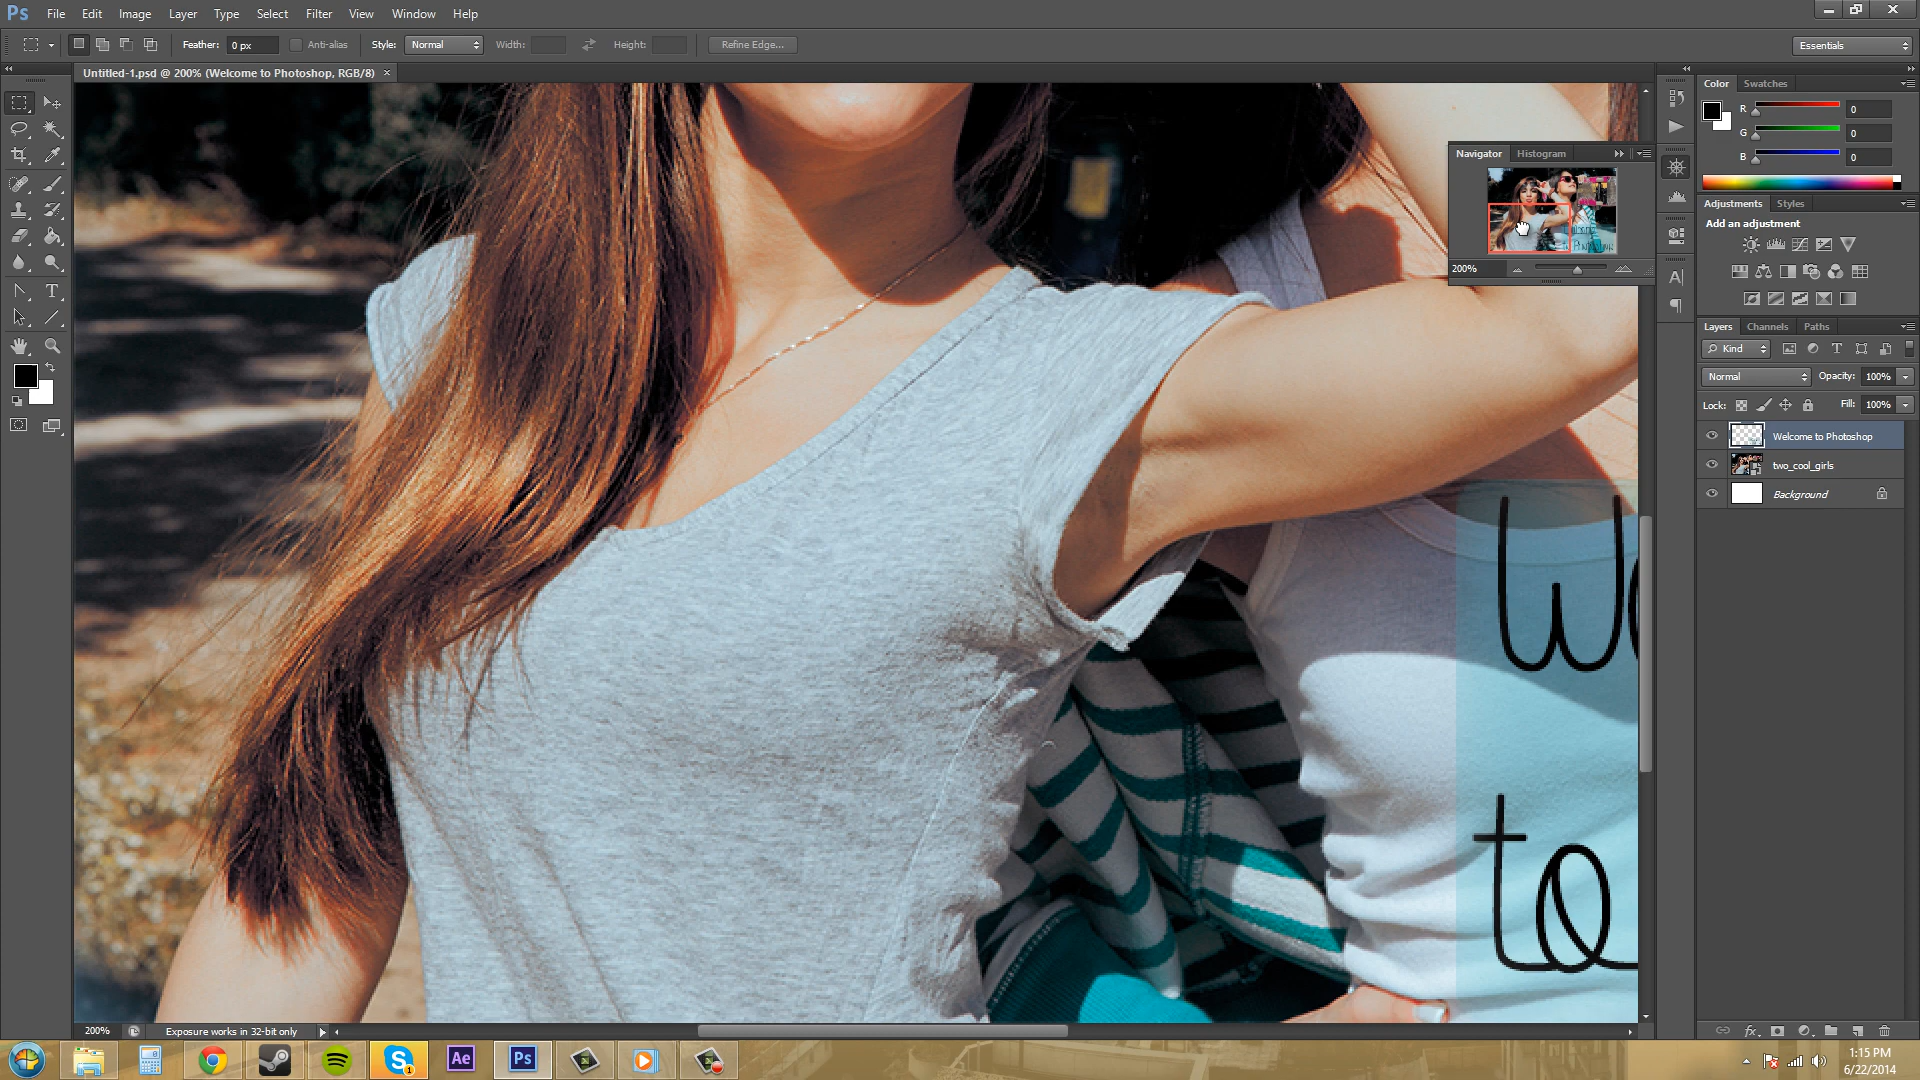 Ps File Edit Image Layer Type Select Filter View Window Help
Feather: 0 px Anti-alias Style: Normal Width: Height: Refine Edge... Essentials
Untitled-1.psd @ 200% (Welcome to Photoshop, RGB/8) ×
Color Swatches
R 0
G 0
B 0
Navigator Histogram
200%
Adjustments Styles
Add an adjustment
Layers Channels Paths
Kind
Normal Opacity: 100%
Lock: Fill: 100%
Welcome to Photoshop
two_cool_girls
Background
to
200% Exposure works in 32-bit only
Ae Ps
1:15 PM
6/22/2014